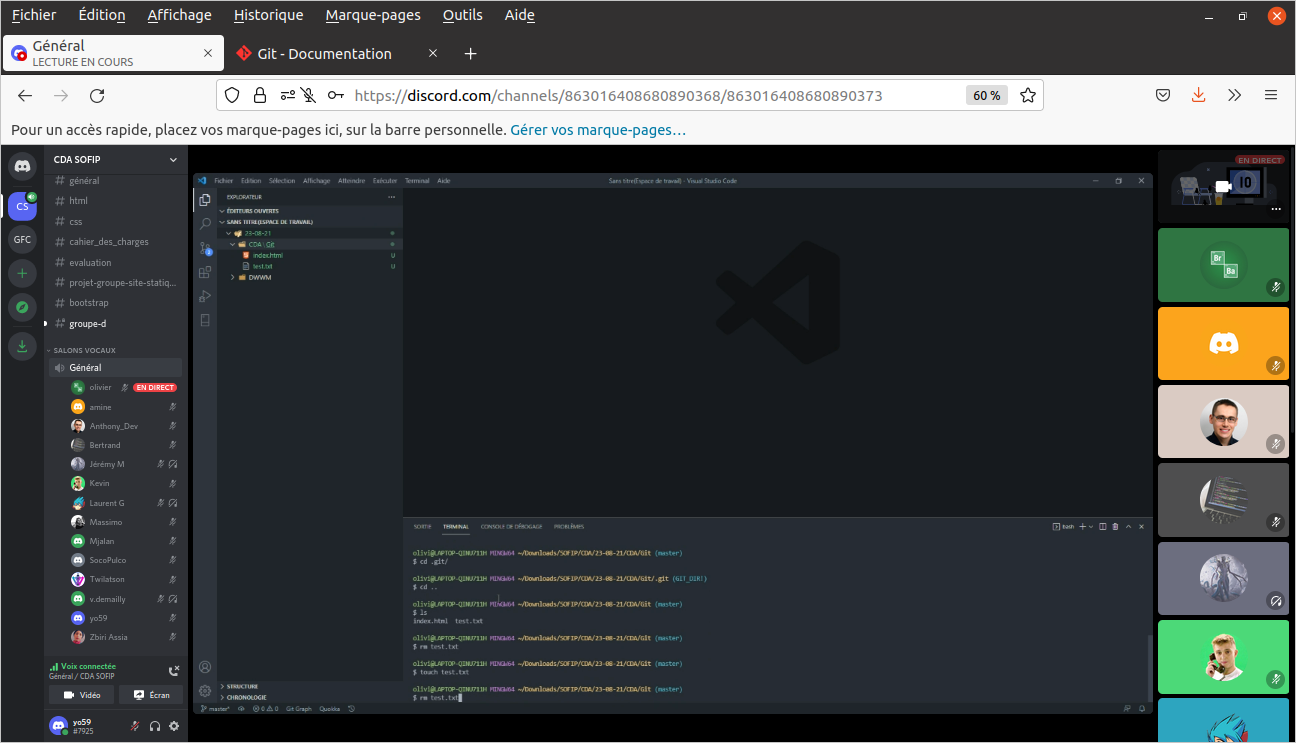 Fichier Édition Affichage Historique Marque-pages Outils Aide
Général
LECTURE EN COURS
Git - Documentation
https://discord.com/channels/863016408680890368/863016408680890373
60 %
Pour un accès rapide, placez vos marque-pages ici, sur la barre personnelle. Gérer vos marque-pages…
CDA SOFIP
# général
# html
# css
# cahier_des_charges
# evaluation
# projet-groupe-site-statiq...
# bootstrap
# groupe-d
SALONS VOCAUX
Général
olivier EN DIRECT
amine
Anthony_Dev
Bertrand
Jérémy M
Kevin
Laurent G
Massimo
Mjalan
SocoPulco
Twilatson
v.demailly
yo59
Zbiri Assia
Voix connectée
Général / CDA SOFIP
Vidéo Écran
yo59
#7925
CS
GFC
Fichier Edition Sélection Affichage Atteindre Exécuter Terminal Aide
Sans titre(Espace de travail) - Visual Studio Code
EXPLORATEUR
ÉDITEURS OUVERTS
SANS TITRE(ESPACE DE TRAVAIL)
23-08-21
CDA \ Git
index.html U
test.txt U
DWWM
STRUCTURE
CHRONOLOGIE
SORTIE TERMINAL CONSOLE DE DÉBOGAGE PROBLÈMES
bash
olivi@LAPTOP-QINU711H MINGW64 ~/Downloads/SOFIP/CDA/23-08-21/CDA/Git (master)
$ cd .git/
olivi@LAPTOP-QINU711H MINGW64 ~/Downloads/SOFIP/CDA/23-08-21/CDA/Git/.git (GIT_DIR!)
$ cd ..
olivi@LAPTOP-QINU711H MINGW64 ~/Downloads/SOFIP/CDA/23-08-21/CDA/Git (master)
$ ls
index.html test.txt
olivi@LAPTOP-QINU711H MINGW64 ~/Downloads/SOFIP/CDA/23-08-21/CDA/Git (master)
$ rm test.txt
olivi@LAPTOP-QINU711H MINGW64 ~/Downloads/SOFIP/CDA/23-08-21/CDA/Git (master)
$ touch test.txt
olivi@LAPTOP-QINU711H MINGW64 ~/Downloads/SOFIP/CDA/23-08-21/CDA/Git (master)
$ rm test.txt
master* 0 0 Git Graph Quokka
EN DIRECT
Br
Ba